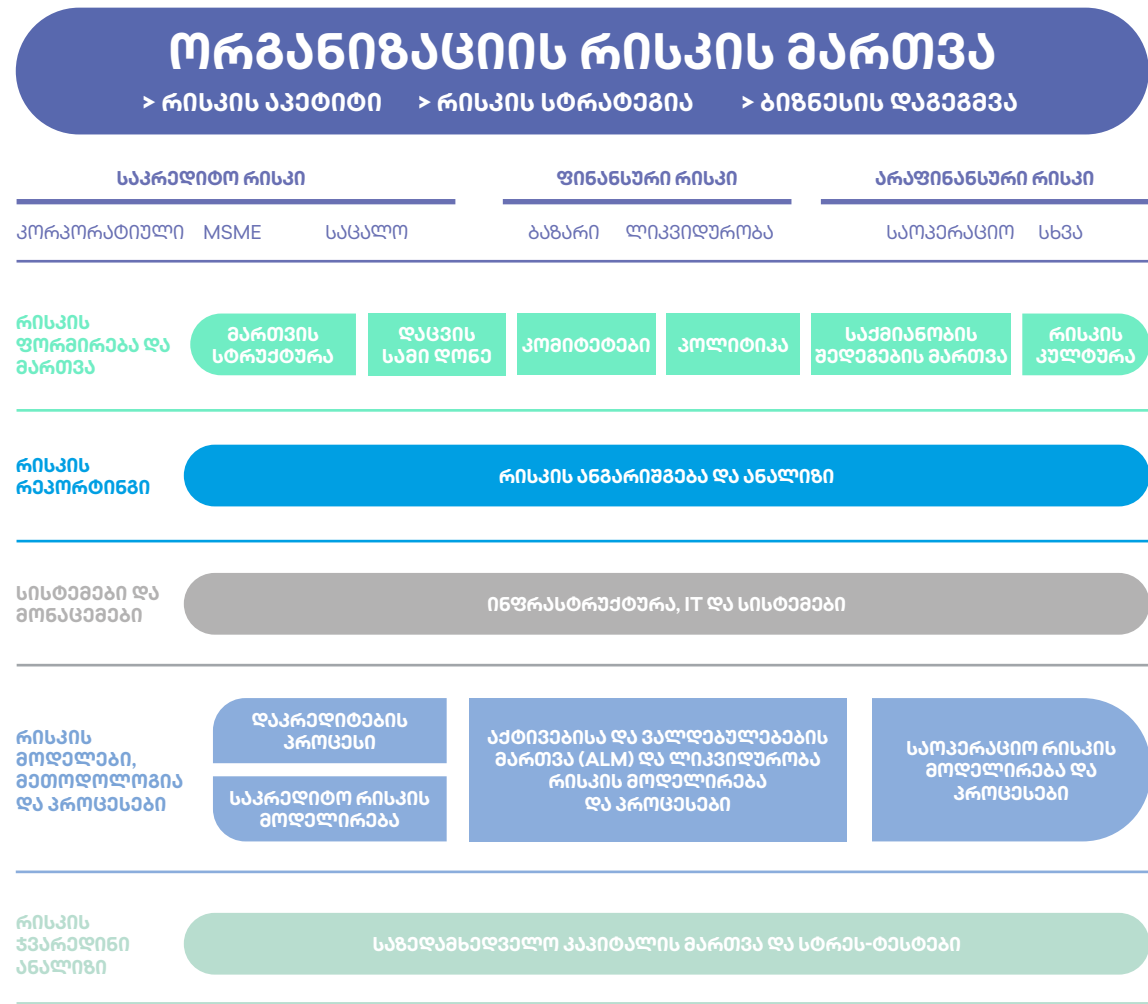 ორგანიზაციის რისკის მართვა
> რისკის აპეტიტი > რისკის სტრატეგია > ბიზნესის დაგეგმვა
საკრედიტო რისკი ფინანსური რისკი არაფინანსური რისკი
კორპორატიული MSME საცალო ბაზარი ლიკვიდურობა საოპერაციო სხვა
რისკის
ფორმირება და
მართვა
მართვის
სტრუქტურა
დაცვის
სამი დონე
კომიტეტები
პოლიტიკა
საქმიანობის
შედეგების მართვა
რისკის
კულტურა
რისკის
რეპორტინგი
რისკის ანგარიშგება და ანალიზი
სისტემები და
მონაცემები
ინფრასტრუქტურა, IT და სისტემები
რისკის
მოდელები,
მეთოდოლოგია
და პროცესები
დაკრედიტების
პროცესი
საკრედიტო რისკის
მოდელირება
აქტივებისა და ვალდებულებების
მართვა (ALM) და ლიკვიდურობა
რისკის მოდელირება
და პროცესები
საოპერაციო რისკის
მოდელირება და
პროცესები
რისკის
ჯვარედინი
ანალიზი
საზედამხედველო კაპიტალის მართვა და სტრეს-ტესტები